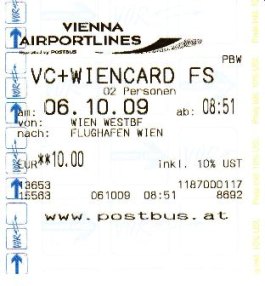 VIENNA
AIRPORTLINES
operated by POSTBUS
PBW
VC+WIENCARD FS
02 Personen
am: 06.10.09 ab: 08:51
von: WIEN WESTBF
nach: FLUGHAFEN WIEN
EUR**10.00 inkl. 10% UST
13653 1187000117
15563 061009 08:51 8692
www.postbus.at